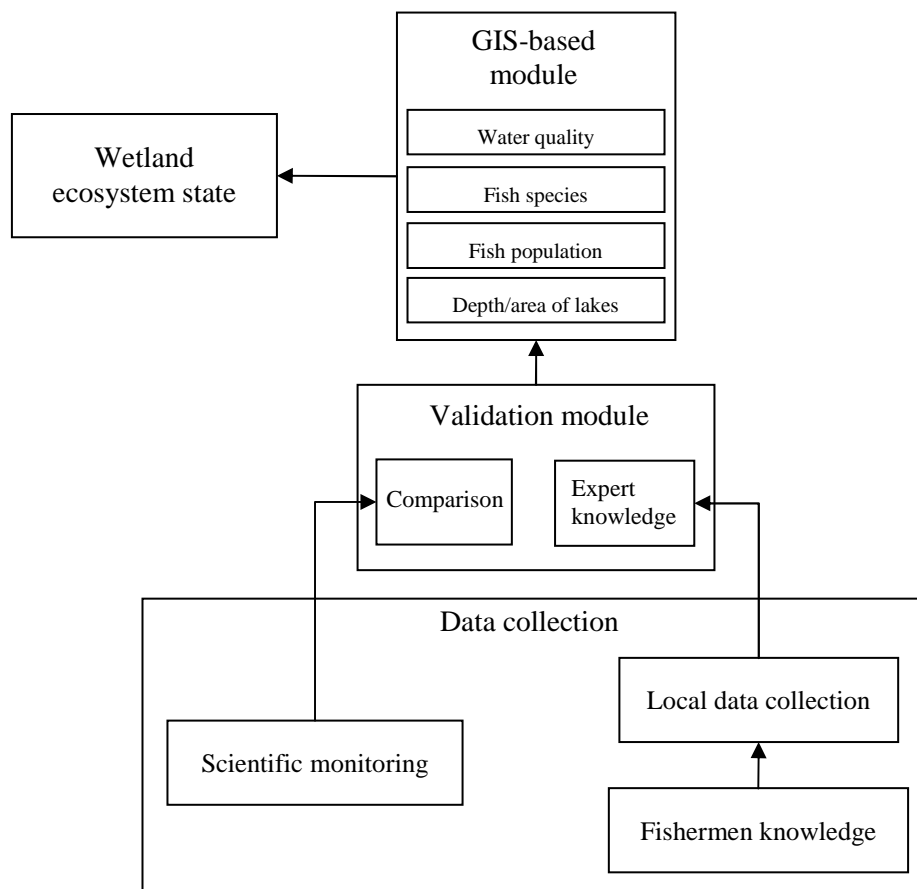 GIS-based
module
Water quality
Wetland
ecosystem state
Fish species
Fish population
Depth/area of lakes
Validation module
Comparison
Expert
knowledge
Data collection
Local data collection
Scientific monitoring
Fishermen knowledge